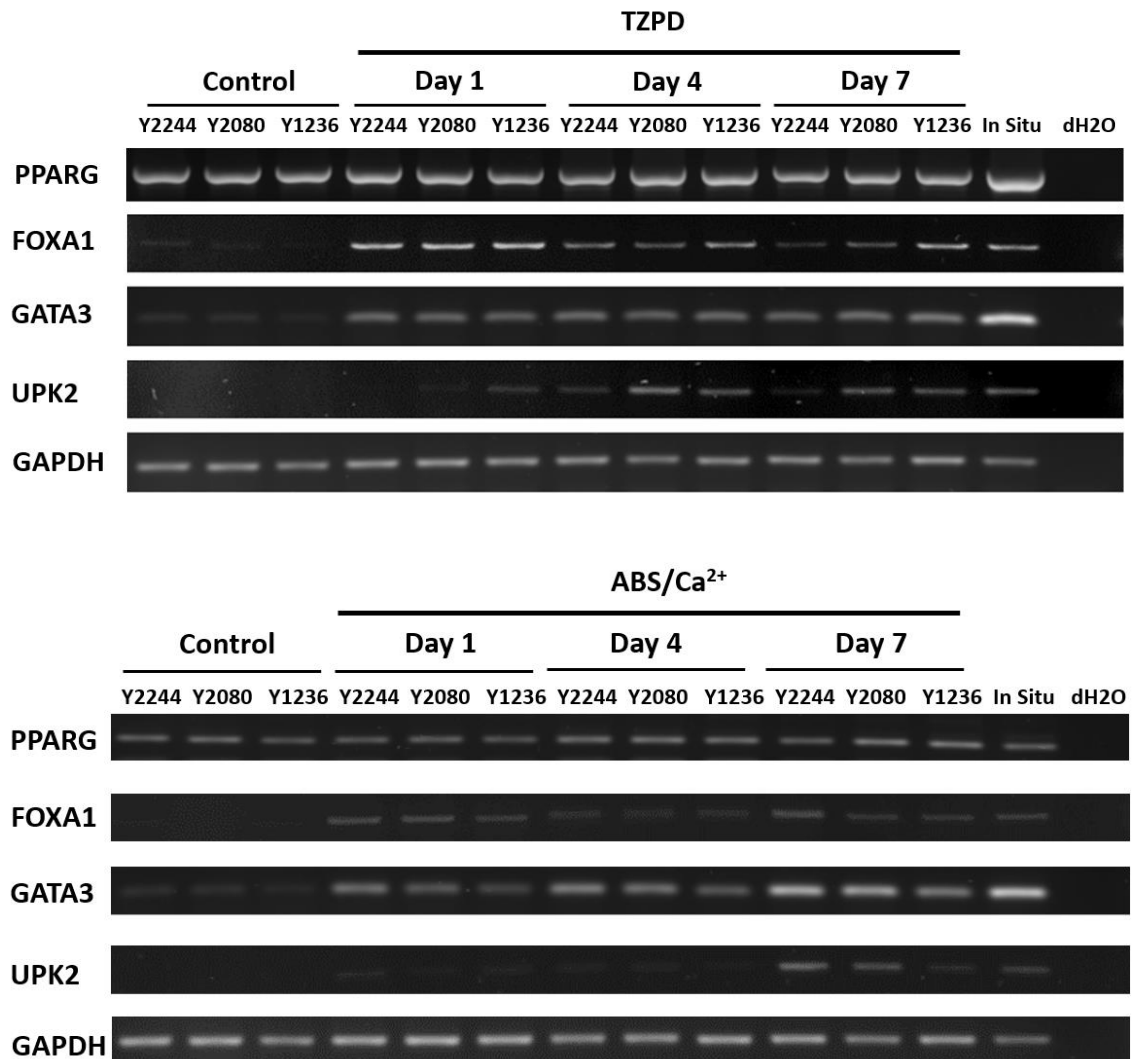 TZPD
Control Day 1 Day 4 Day 7
Y2244 Y2080 Y1236 Y2244 Y2080 Y1236 Y2244 Y2080 Y1236 Y2244 Y2080 Y1236 In Situ dH2O
PPARG
FOXA1
GATA3
UPK2
GAPDH
ABS/Ca²⁺
Control Day 1 Day 4 Day 7
Y2244 Y2080 Y1236 Y2244 Y2080 Y1236 Y2244 Y2080 Y1236 Y2244 Y2080 Y1236 In Situ dH2O
PPARG
FOXA1
GATA3
UPK2
GAPDH